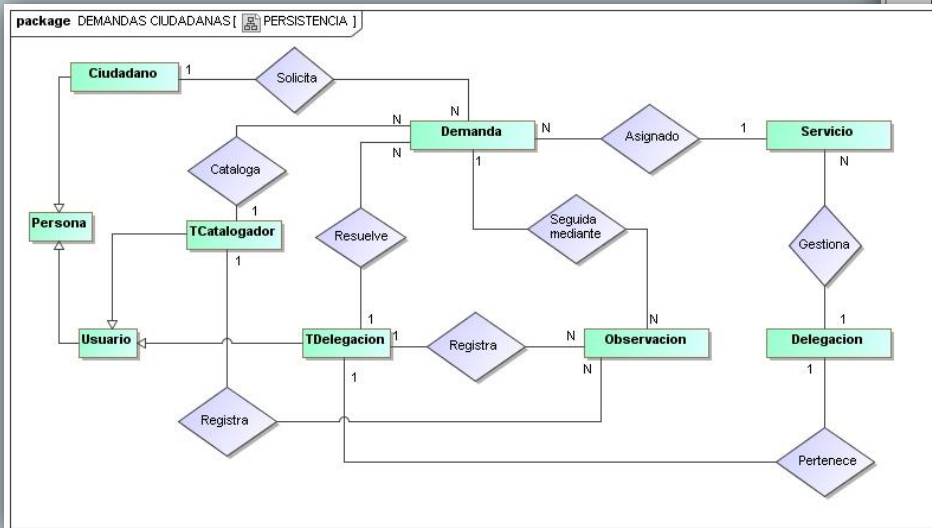 package DEMANDAS CIUDADANAS [ PERSISTENCIA ]
Ciudadano
1
Solicita
N
N
Demanda
N
Asignado
1
Servicio
N
1
N
Cataloga
1
Persona
TCatalogador
1
Resuelve
Seguida
mediante
Gestiona
1
1
N
1
Usuario
TDelegacion
1
Registra
N
Observacion
N
Delegacion
1
Registra
Pertenece